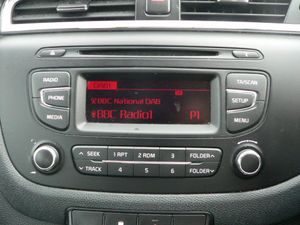 DAB1
BBC National DAB
BBC Radio1 P1
RADIO
PHONE
MEDIA
TA/SCAN
SETUP
MENU
SEEK
TRACK
1 RPT
2 RDM
3
FOLDER
4
5
6
FOLDER